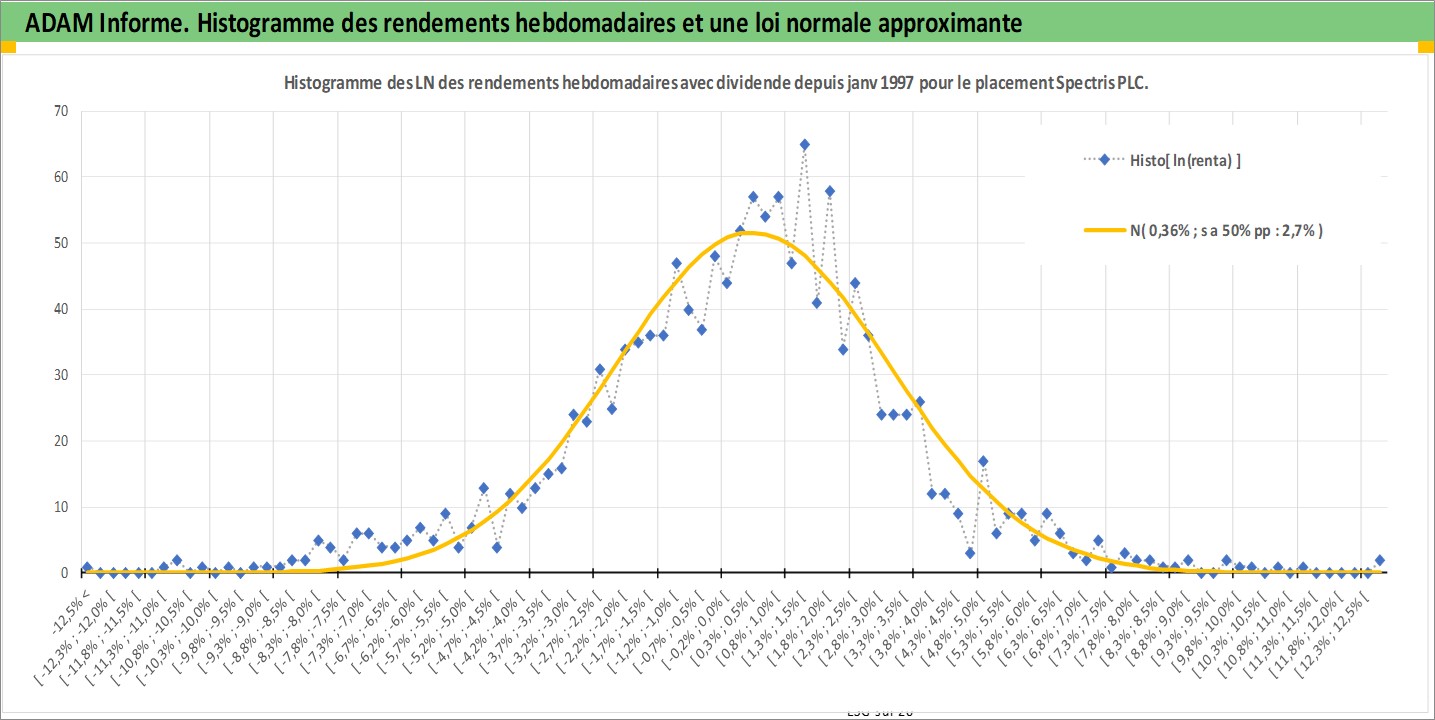 ADAM Informe. Histogramme des rendements hebdomadaires et une loi normale approximante
Histogramme des LN des rendements hebdomadaires avec dividende depuis janv 1997 pour le placement Spectris PLC.
70
60
50
40
30
20
10
0
Histo[ ln(renta) ]
N( 0,36% ; s a 50% pp : 2,7% )
-12,5% <
[ -12,3% ; -12,0% [
[ -11,8% ; -11,5% [
[ -11,3% ; -11,0% [
[ -10,8% ; -10,5% [
[ -10,3% ; -10,0% [
[ -9,8% ; -9,5% [
[ -9,3% ; -9,0% [
[ -8,8% ; -8,5% [
[ -8,3% ; -8,0% [
[ -7,8% ; -7,5% [
[ -7,3% ; -7,0% [
[ -6,7% ; -6,5% [
[ -6,2% ; -6,0% [
[ -5,7% ; -5,5% [
[ -5,2% ; -5,0% [
[ -4,7% ; -4,5% [
[ -4,2% ; -4,0% [
[ -3,7% ; -3,5% [
[ -3,2% ; -3,0% [
[ -2,7% ; -2,5% [
[ -2,2% ; -2,0% [
[ -1,7% ; -1,5% [
[ -1,2% ; -1,0% [
[ -0,7% ; -0,5% [
[ -0,2% ; 0,0% [
[ 0,3% ; 0,5% [
[ 0,8% ; 1,0% [
[ 1,3% ; 1,5% [
[ 1,8% ; 2,0% [
[ 2,3% ; 2,5% [
[ 2,8% ; 3,0% [
[ 3,3% ; 3,5% [
[ 3,8% ; 4,0% [
[ 4,3% ; 4,5% [
[ 4,8% ; 5,0% [
[ 5,3% ; 5,5% [
[ 5,8% ; 6,0% [
[ 6,3% ; 6,5% [
[ 6,8% ; 7,0% [
[ 7,3% ; 7,5% [
[ 7,8% ; 8,0% [
[ 8,3% ; 8,5% [
[ 8,8% ; 9,0% [
[ 9,3% ; 9,5% [
[ 9,8% ; 10,0% [
[ 10,3% ; 10,5% [
[ 10,8% ; 11,0% [
[ 11,3% ; 11,5% [
[ 11,8% ; 12,0% [
[ 12,3% ; 12,5% [